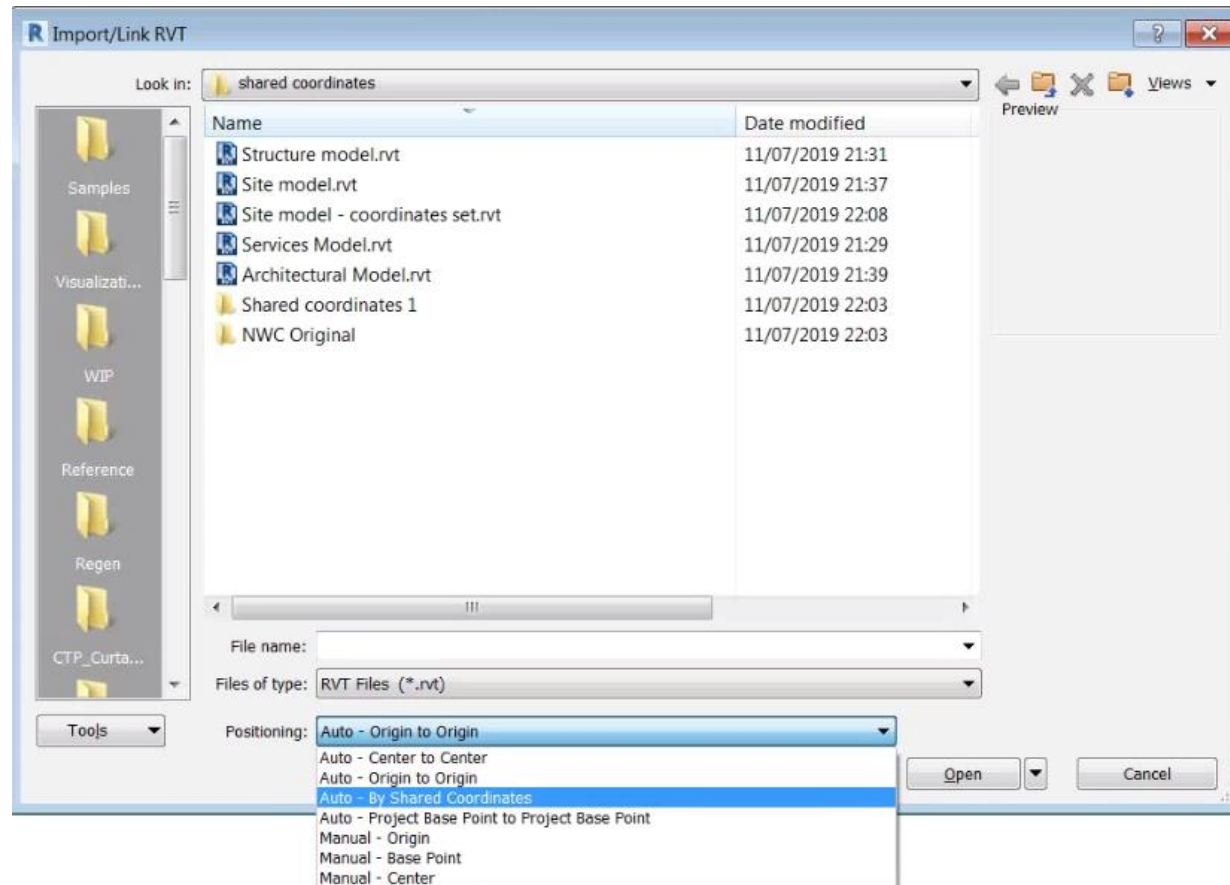 Import/Link RVT
Look in: shared coordinates
Views
Preview
Name Date modified
Structure model.rvt 11/07/2019 21:31
Site model.rvt 11/07/2019 21:37
Site model - coordinates set.rvt 11/07/2019 22:08
Services Model.rvt 11/07/2019 21:29
Architectural Model.rvt 11/07/2019 21:39
Shared coordinates 1 11/07/2019 22:03
NWC Original 11/07/2019 22:03
Samples
Visualizati...
WIP
Reference
Regen
CTP_Curta...
File name:
Files of type: RVT Files (*.rvt)
Tools
Positioning: Auto - Origin to Origin
Auto - Center to Center
Auto - Origin to Origin
Auto - By Shared Coordinates
Auto - Project Base Point to Project Base Point
Manual - Origin
Manual - Base Point
Manual - Center
Open
Cancel